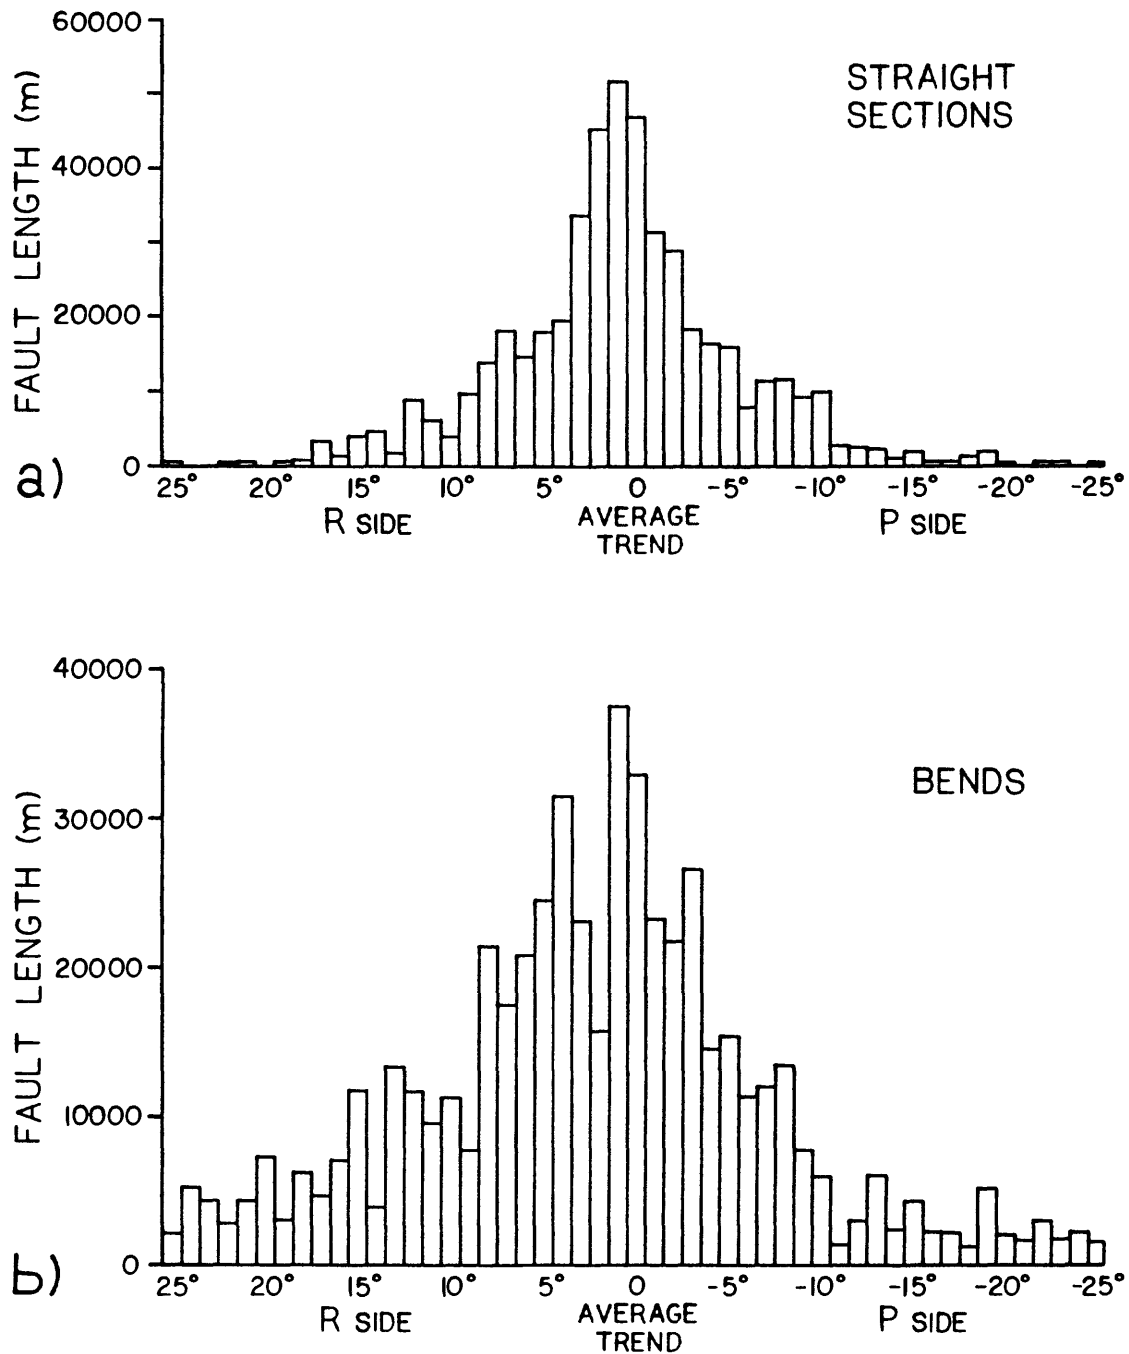 60000
40000
20000
0
FAULT LENGTH (m)
STRAIGHT
SECTIONS
a)
25° 20° 15° 10° 5° 0 -5° -10° -15° -20° -25°
R SIDE
AVERAGE
TREND
P SIDE
40000
30000
20000
10000
0
FAULT LENGTH (m)
BENDS
b)
25° 20° 15° 10° 5° 0 -5° -10° -15° -20° -25°
R SIDE
AVERAGE
TREND
P SIDE